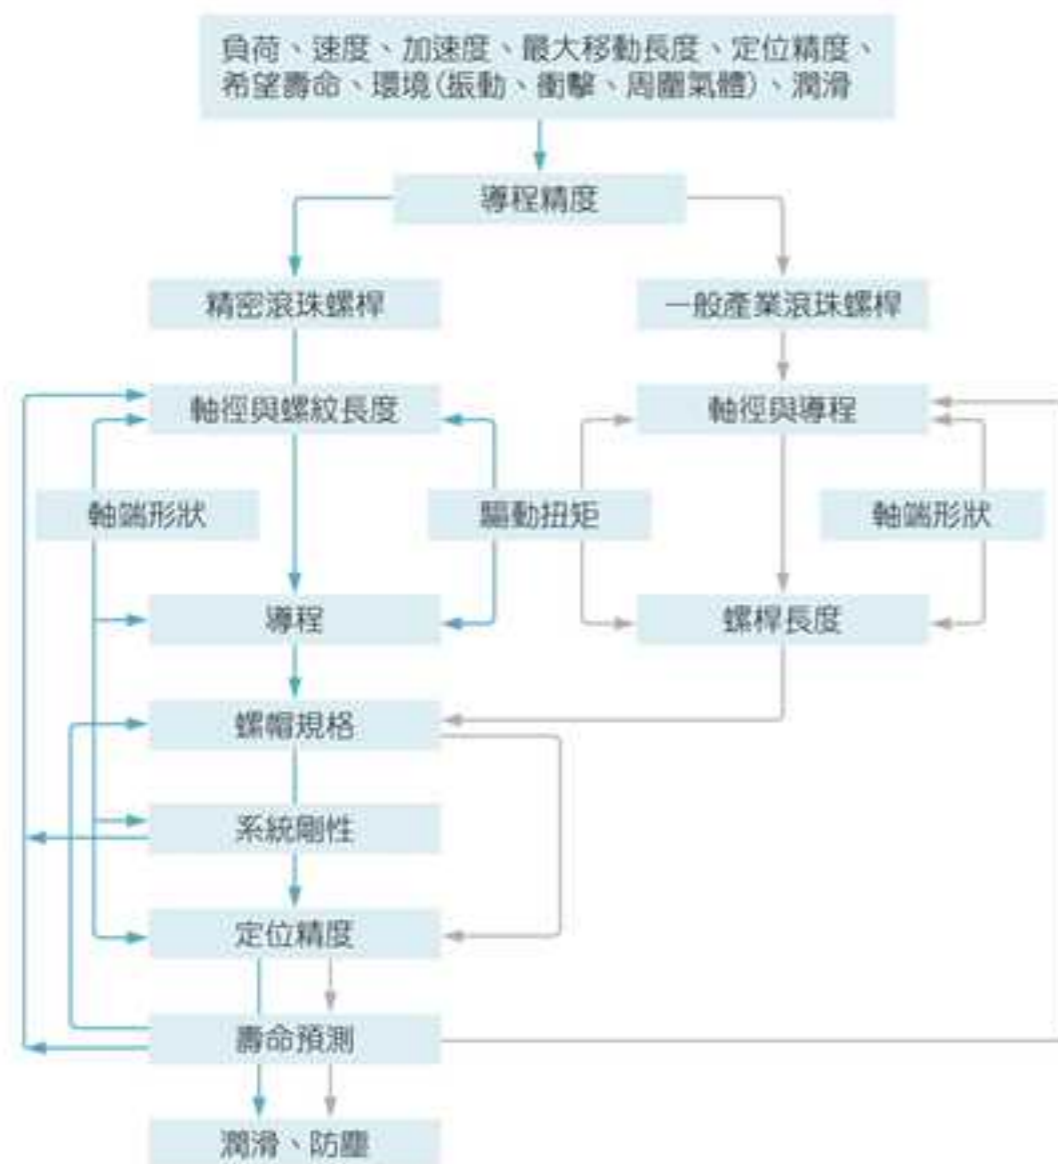 負荷、速度、加速度、最大移動長度、定位精度、
希望壽命、環境(振動、衝擊、周圍氣體)、潤滑
導程精度
精密滾珠螺桿
一般產業滾珠螺桿
軸徑與螺紋長度
軸徑與導程
軸端形狀
驅動扭矩
軸端形狀
導程
螺桿長度
螺帽規格
系統剛性
定位精度
壽命預測
潤滑、防塵